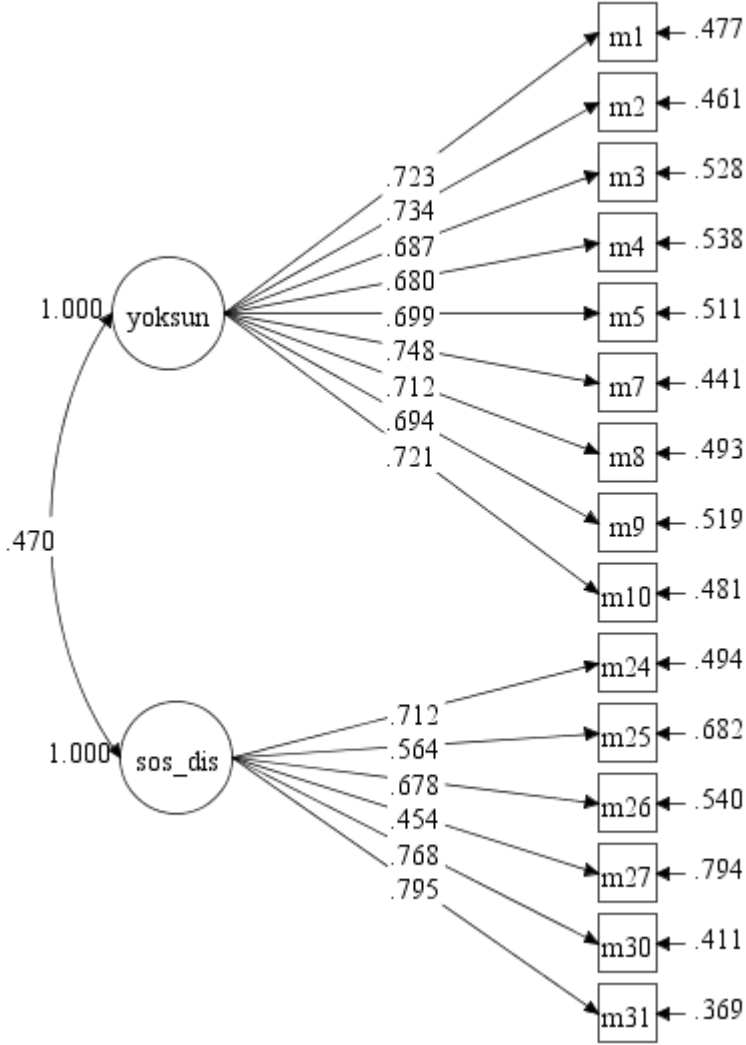 m1 .477
m2 .461
.723 m3 .528
.734
.687 m4 .538
.680
1.000 yoksun .699 m5 .511
.748
.712 m7 .441
.694
.721 m8 .493
m9 .519
.470
m10 .481
m24 .494
.712
1.000 sos_dis .564 m25 .682
.678
.454 m26 .540
.768
.795 m27 .794
m30 .411
m31 .369